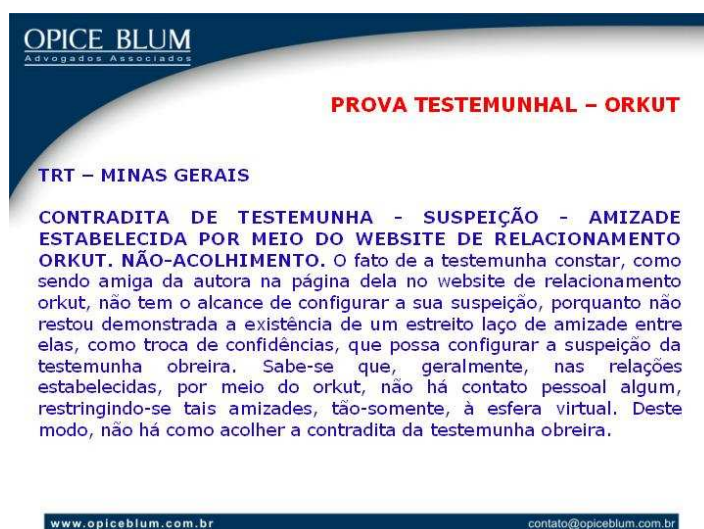 OPICE BLUM
Advogados Associados
PROVA TESTEMUNHAL – ORKUT
TRT – MINAS GERAIS
CONTRADITA DE TESTEMUNHA - SUSPEIÇÃO - AMIZADE
ESTABELECIDA POR MEIO DO WEBSITE DE RELACIONAMENTO
ORKUT. NÃO-ACOLHIMENTO. O fato de a testemunha constar, como
sendo amiga da autora na página dela no website de relacionamento
orkut, não tem o alcance de configurar a sua suspeição, porquanto não
restou demonstrada a existência de um estreito laço de amizade entre
elas, como troca de confidências, que possa configurar a suspeição da
testemunha obreira. Sabe-se que, geralmente, nas relações
estabelecidas, por meio do orkut, não há contato pessoal algum,
restringindo-se tais amizades, tão-somente, à esfera virtual. Deste
modo, não há como acolher a contradita da testemunha obreira.
www.opiceblum.com.br
contato@opiceblum.com.br